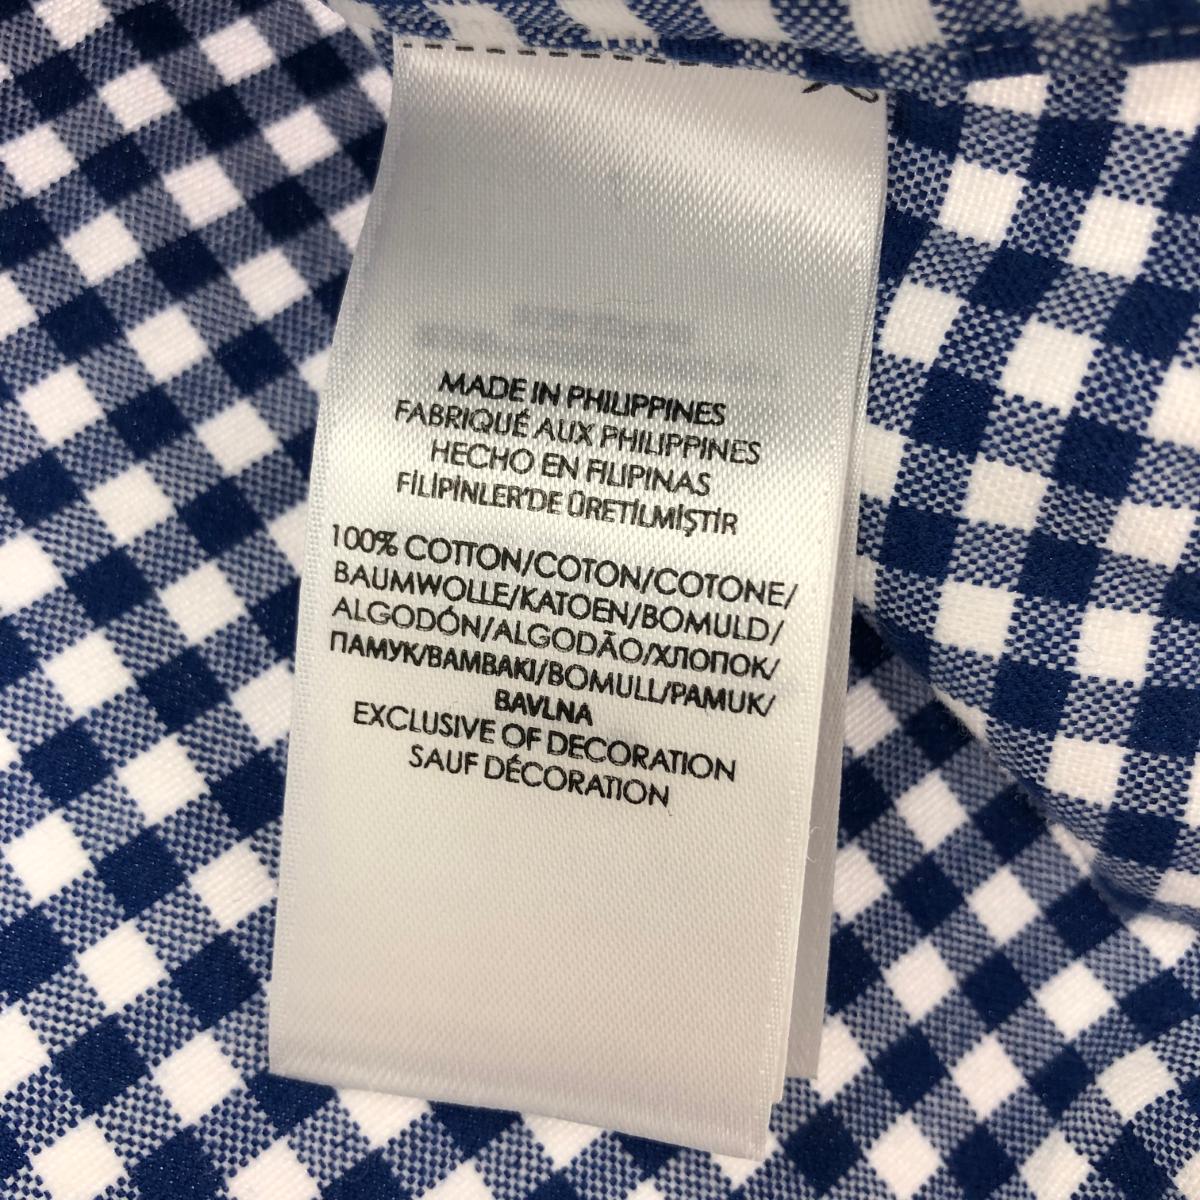 MADE IN PHILIPPINES
FABRIQUÉ AUX PHILIPPINES
HECHO EN FILIPINAS
FİLİPİNLER'DE ÜRETİLMİŞTİR
100% COTTON/COTON/COTONE/
BAUMWOLLE/KATOEN/BOMULD/
ALGODÓN/ALGODÃO/ХЛОПОК/
ПАМУК/BAMBAKI/BOMULL/PAMUK/
BAVLNA
EXCLUSIVE OF DECORATION
SAUF DÉCORATION